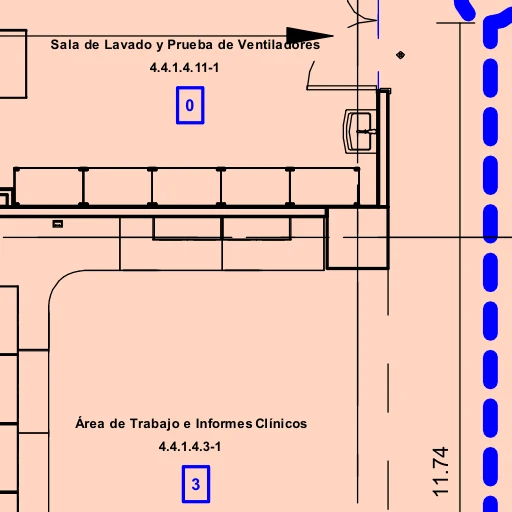 Sala de Lavado y Prueba de Ventiladores
4.4.1.4.11-1
0
Área de Trabajo e Informes Clínicos
4.4.1.4.3-1
3
11.74